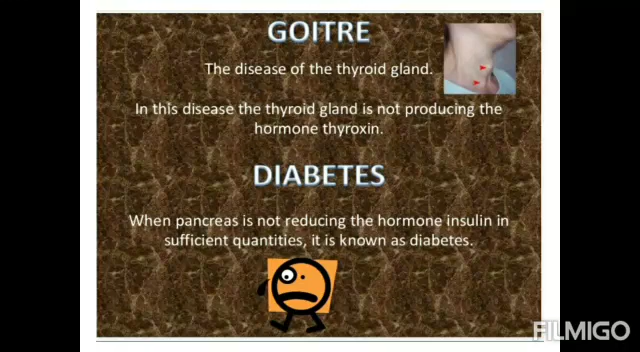 GOITRE
The disease of the thyroid gland.
In this disease the thyroid gland is not producing the
hormone thyroxin.
DIABETES
When pancreas is not reducing the hormone insulin in
sufficient quantities, it is known as diabetes.
FILMIGO